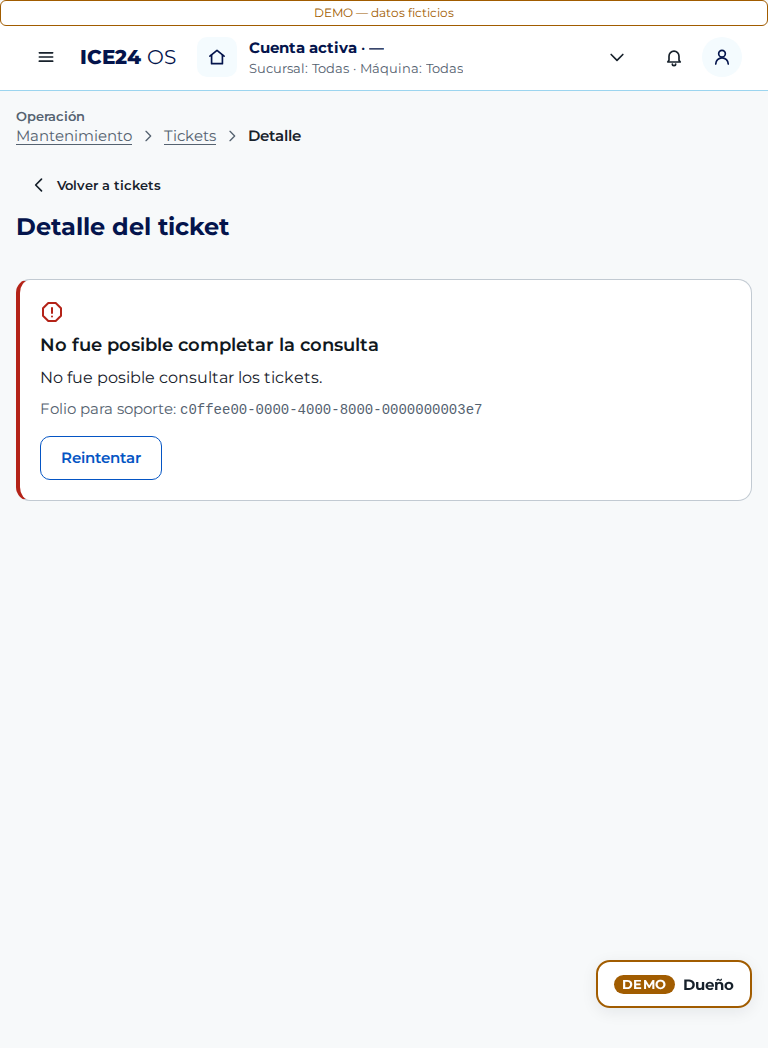 DEMO — datos ficticios
ICE24 OS
Cuenta activa · —
Sucursal: Todas · Máquina: Todas
Operación
Mantenimiento > Tickets > Detalle
Volver a tickets
Detalle del ticket
No fue posible completar la consulta
No fue posible consultar los tickets.
Folio para soporte: c0ffee00-0000-4000-8000-0000000003e7
Reintentar
DEMO Dueño